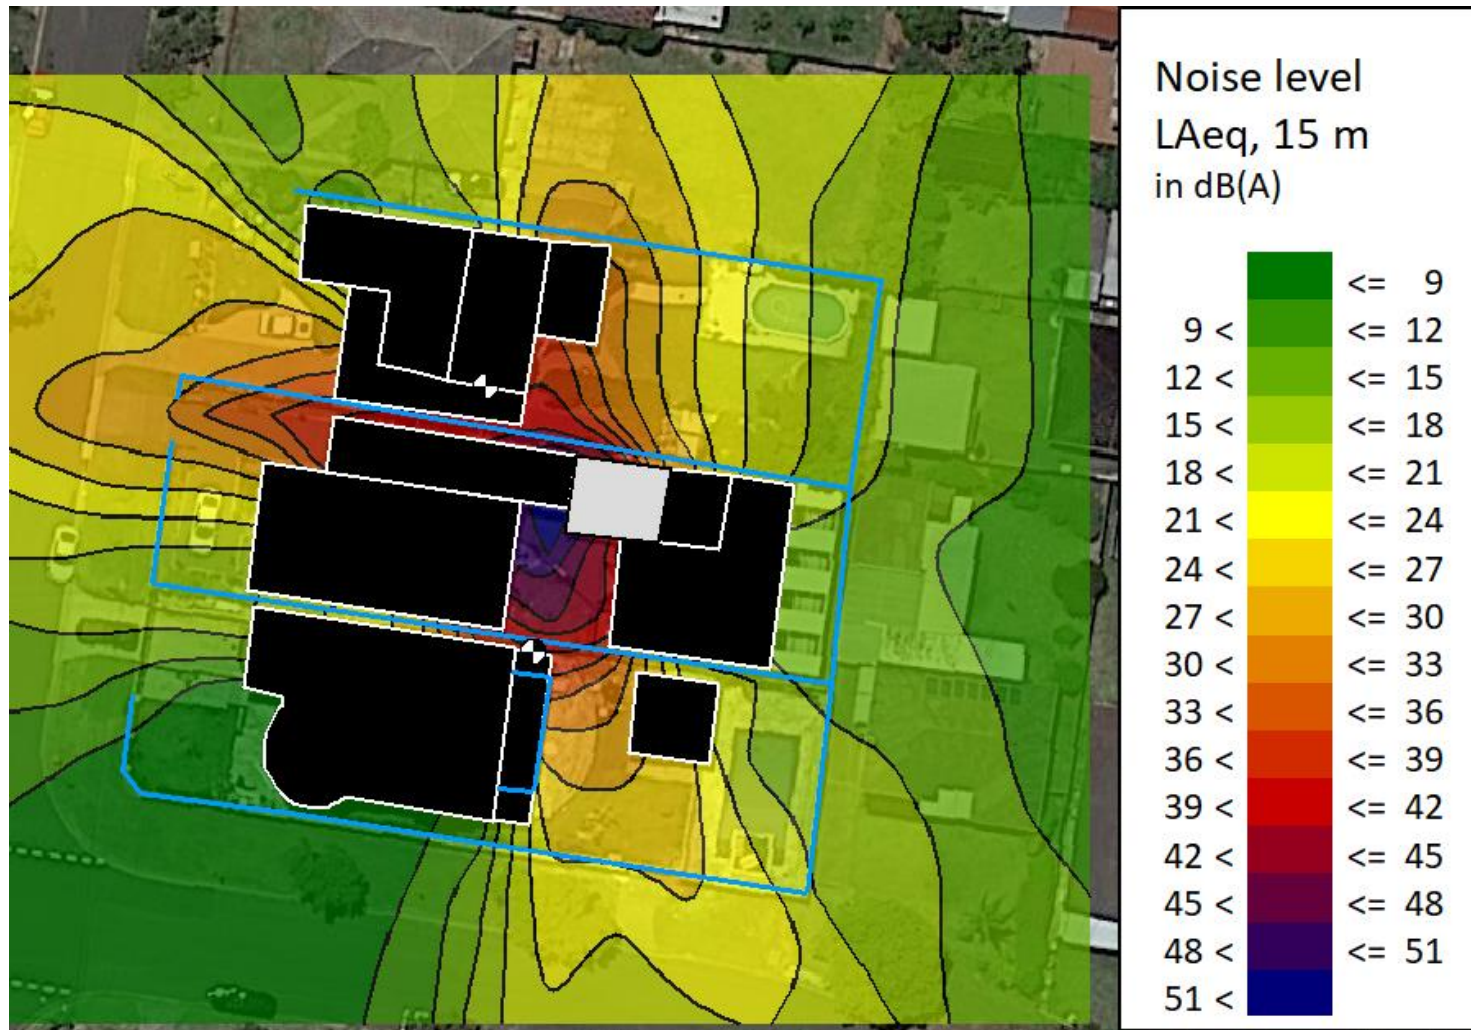 Noise level
LAeq, 15 m
in dB(A)
<= 9
9 < <= 12
12 < <= 15
15 < <= 18
18 < <= 21
21 < <= 24
24 < <= 27
27 < <= 30
30 < <= 33
33 < <= 36
36 < <= 39
39 < <= 42
42 < <= 45
45 < <= 48
48 < <= 51
51 <